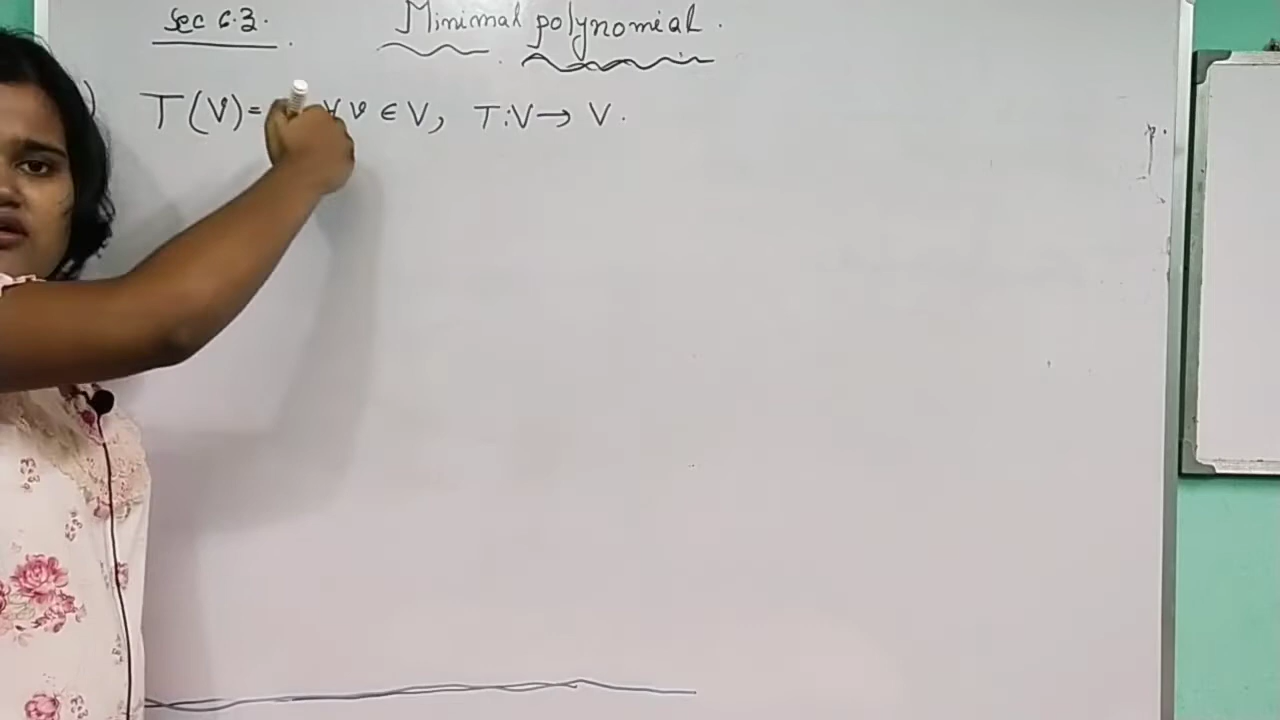 Sec 6.3.
Minimal polynomial.
) T(V)= ∀ v ∈ V, T:V→ V.